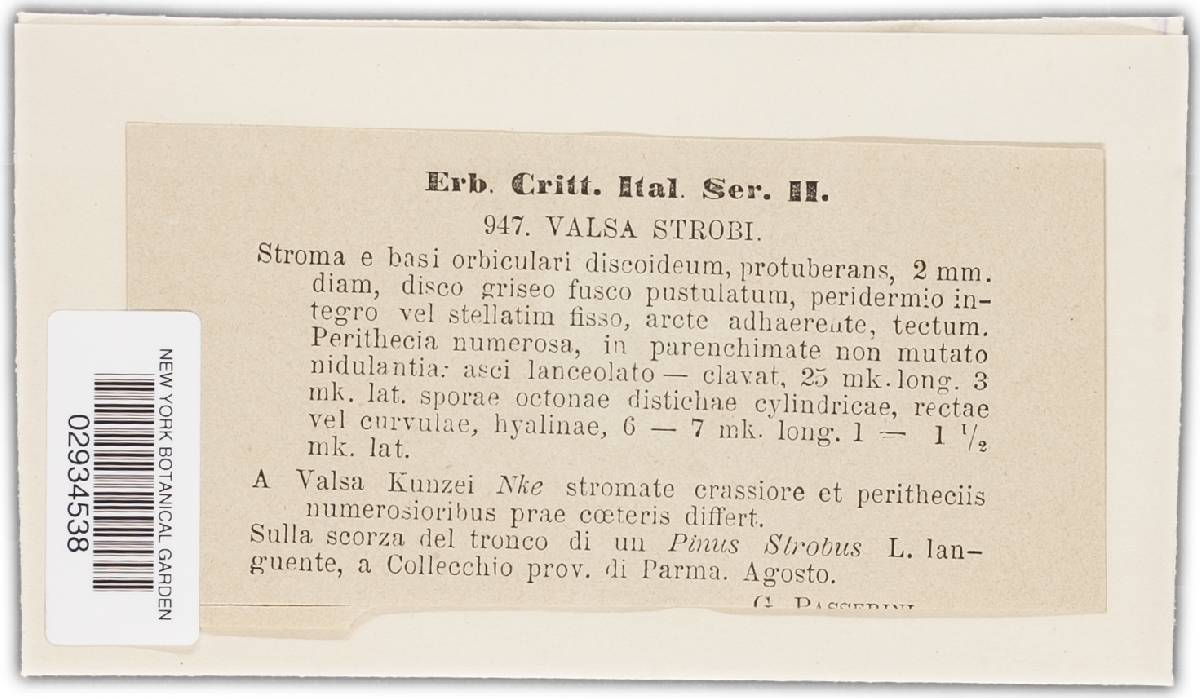 Erb. Critt. Ital. Ser. II.
947. VALSA STROBI.
Stroma e basi orbiculari discoideum, protuberans, 2 mm.
diam, disco griseo fusco pustulatum, peridermio in-
tegro vel stellatim fisso, arcte adhaerente, tectum.
Perithecia numerosa, in parenchimate non mutato
nidulantia: asci lanceolato — clavat, 25 mk. long. 3
mk. lat. sporae octonae distichae cylindricae, rectae
vel curvulae, hyalinae, 6 — 7 mk. long. 1 — 1 1/2
mk. lat.
A Valsa Kunzei Nke stromate crassiore et peritheciis
numerosioribus prae cœteris differt.
Sulla scorza del tronco di un Pinus Strobus L. lan-
guente, a Collecchio prov. di Parma. Agosto.
G. PASSERINI
NEW YORK BOTANICAL GARDEN
02934538